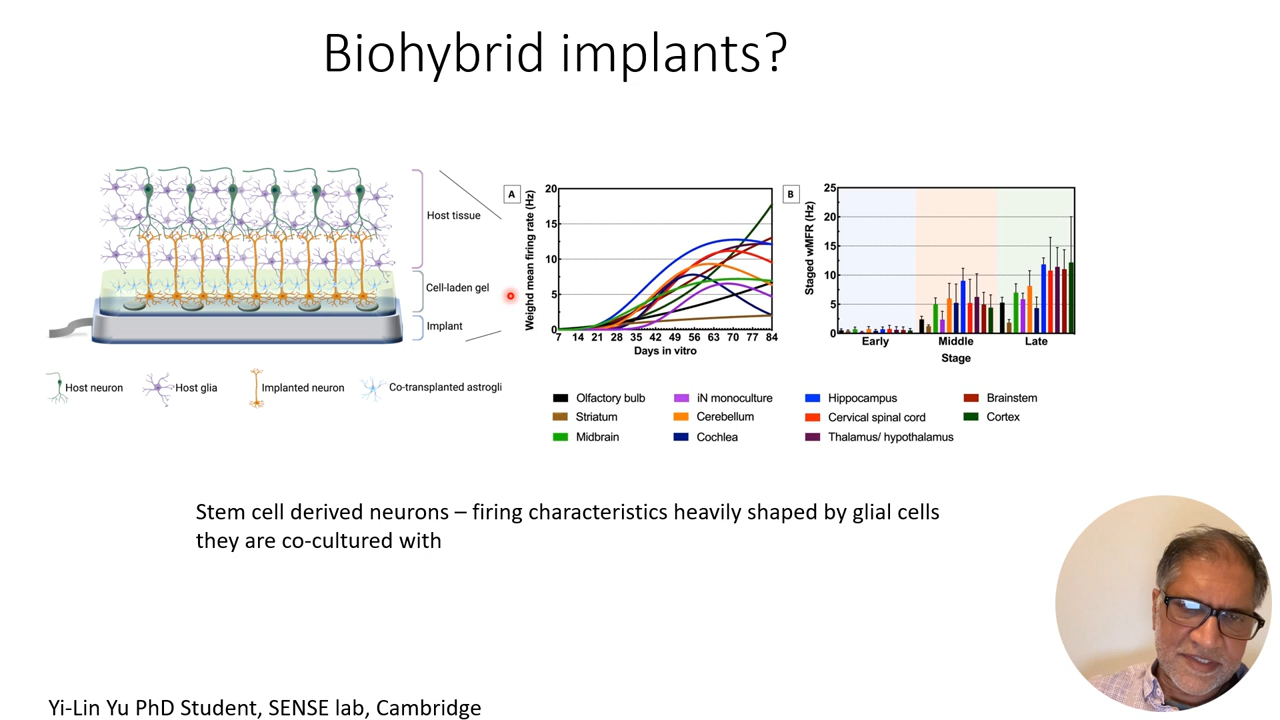 Biohybrid implants?
Host tissue
Cell-laden gel
Implant
Host neuron
Host glia
Implanted neuron
Co-transplanted astrogli
A
Weighd mean firing rate (Hz)
20
15
10
5
0
7 14 21 28 35 42 49 56 63 70 77 84
Days in vitro
B
Staged wMFR (Hz)
25
20
15
10
5
0
Early Middle Late
Stage
Olfactory bulb
Striatum
Midbrain
iN monoculture
Cerebellum
Cochlea
Hippocampus
Cervical spinal cord
Thalamus/ hypothalamus
Brainstem
Cortex
Stem cell derived neurons – firing characteristics heavily shaped by glial cells
they are co-cultured with
Yi-Lin Yu PhD Student, SENSE lab, Cambridge